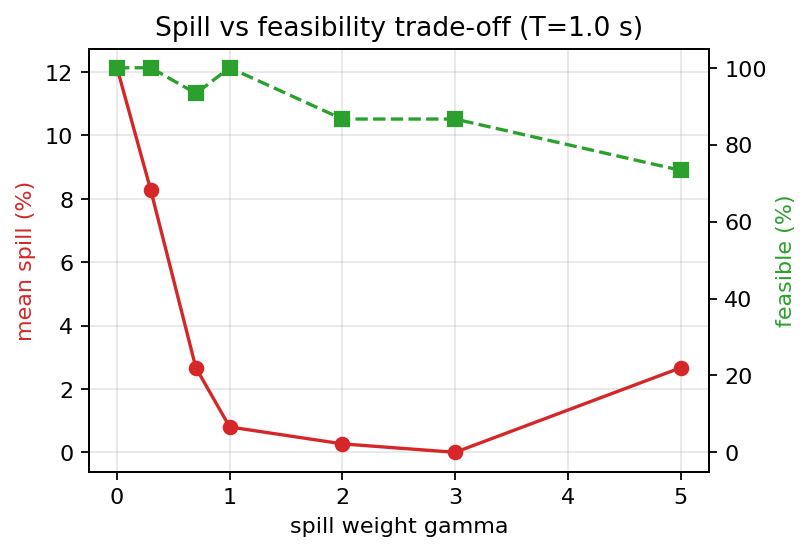 Spill vs feasibility trade-off (T=1.0 s)
mean spill (%)
12
10
8
6
4
2
0
100
80
60
40
20
0
feasible (%)
0 1 2 3 4 5
spill weight gamma